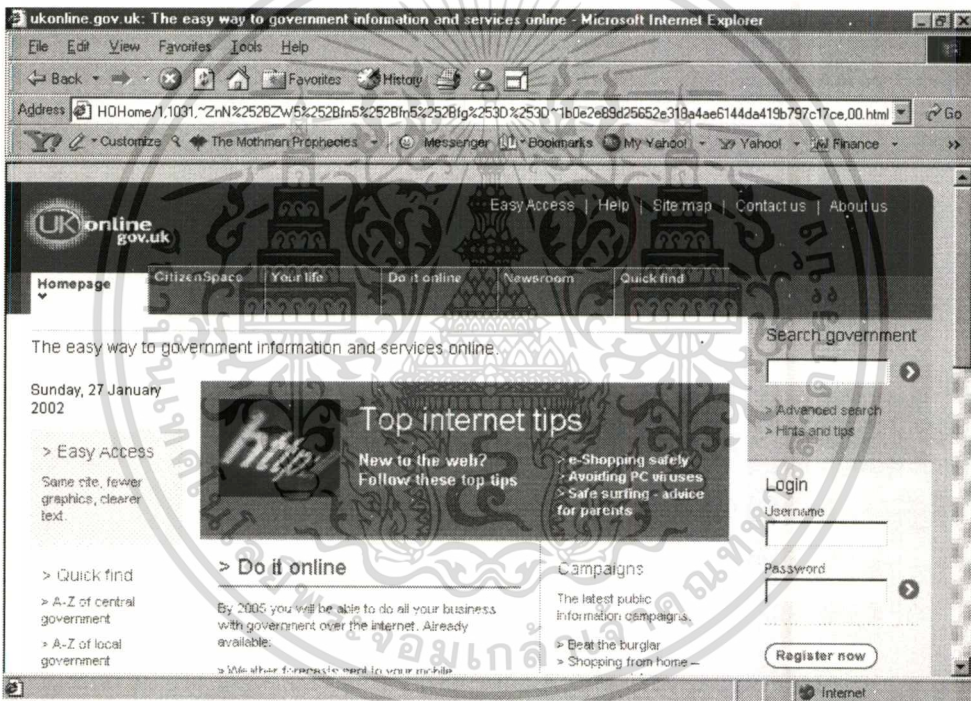 ukonline.gov.uk: The easy way to government information and services online - Microsoft Internet Explorer
File Edit View Favorites Tools Help
Back Favorites History
Address HOHome/1,1031,~ZnN%252BZW5%252Bfn5%252Bfn5%252Bfg%253D%253D^1b0e2e89d25652e318a4ae6144da419b797c17ce,00.html Go
Y? Customize The Mothman Prophecies Messenger Bookmarks My Yahoo! Yahoo! Finance >>
Easy Access | Help | Site map | Contact us | About us
UK online
gov.uk
Homepage CitizenSpace Your life Do it online Newsroom Quick find
The easy way to government information and services online.
Search government
> Advanced search
> Hints and tips
Sunday, 27 January
2002
http:
Top internet tips
New to the web?
Follow these top tips
> e-Shopping safely
> Avoiding PC viruses
> Safe surfing - advice
for parents
> Easy Access
Same site, fewer
graphics, clearer
text.
Login
Username
Password
Register now
> Quick find
> A-Z of central
government
> A-Z of local
government
> Do it online
By 2005 you will be able to do all your business
with government over the internet. Already
available:
> Weather forecasts sent to your mobile
Campaigns
The latest public
information campaigns.
> Beat the burglar
> Shopping from home –
Internet